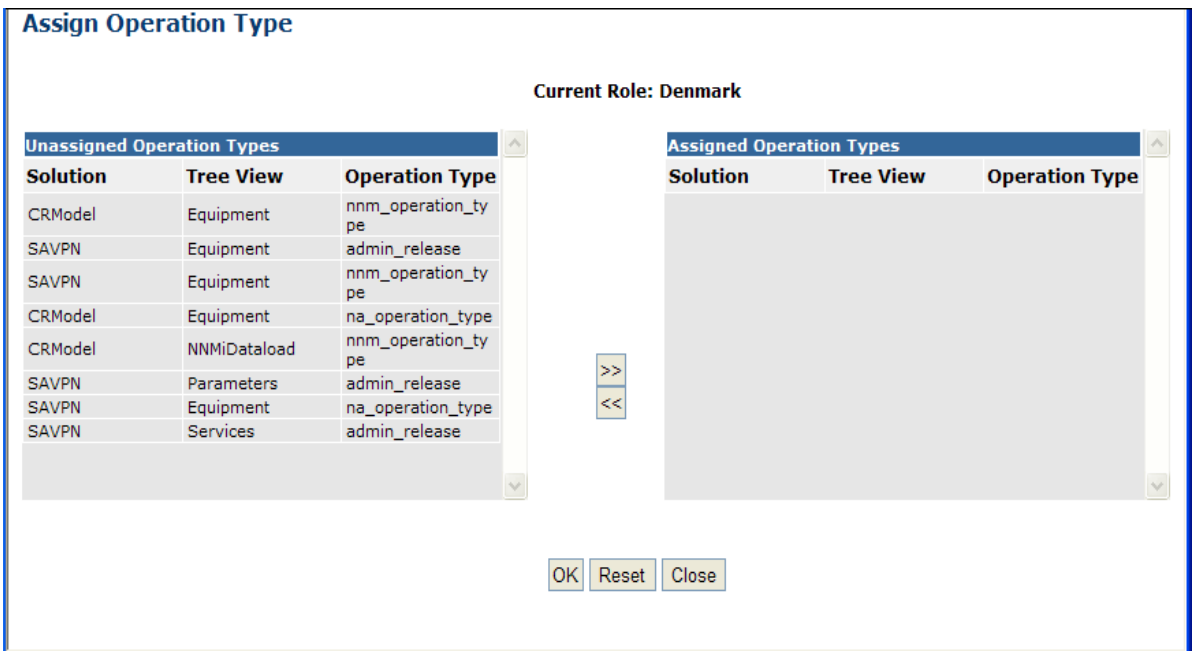 Assign Operation Type
Current Role: Denmark
Unassigned Operation Types
Solution Tree View Operation Type
CRModel Equipment nnm_operation_ty
pe
SAVPN Equipment admin_release
SAVPN Equipment nnm_operation_ty
pe
CRModel Equipment na_operation_type
CRModel NNMiDataload nnm_operation_ty
pe
SAVPN Parameters admin_release
SAVPN Equipment na_operation_type
SAVPN Services admin_release
>>
<<
Assigned Operation Types
Solution Tree View Operation Type
OK Reset Close